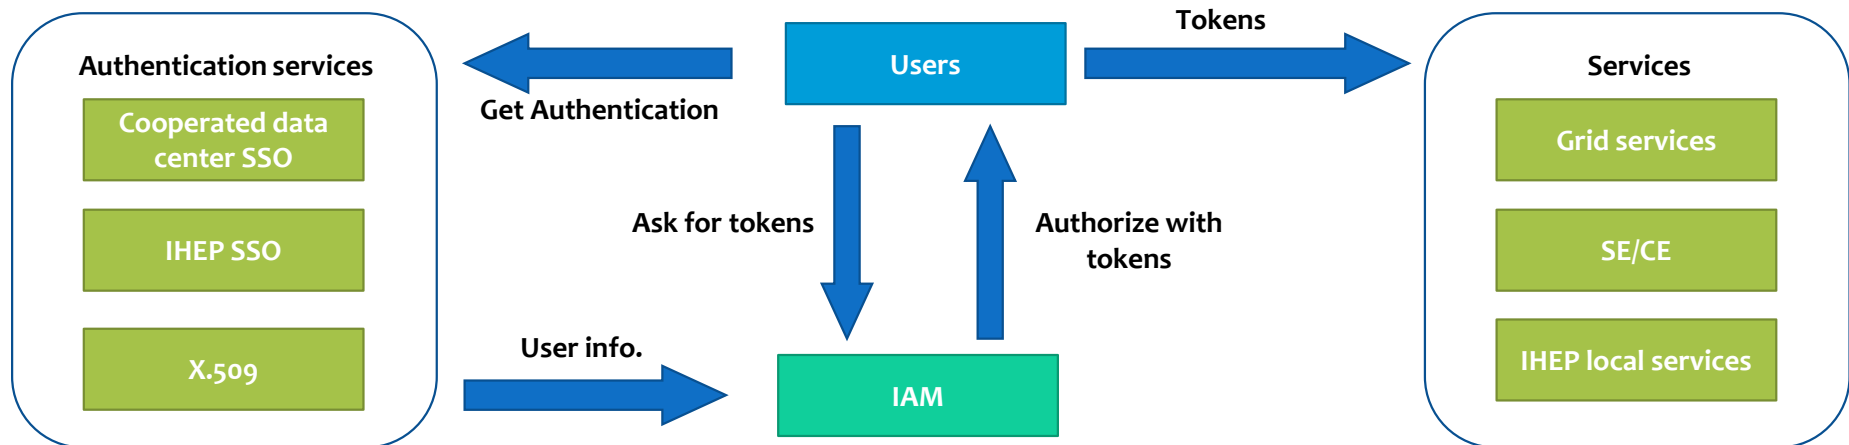 Authentication services
Cooperated data
center SSO
IHEP SSO
X.509
Get Authentication
Users
Tokens
Ask for tokens
Authorize with
tokens
User info.
IAM
Services
Grid services
SE/CE
IHEP local services